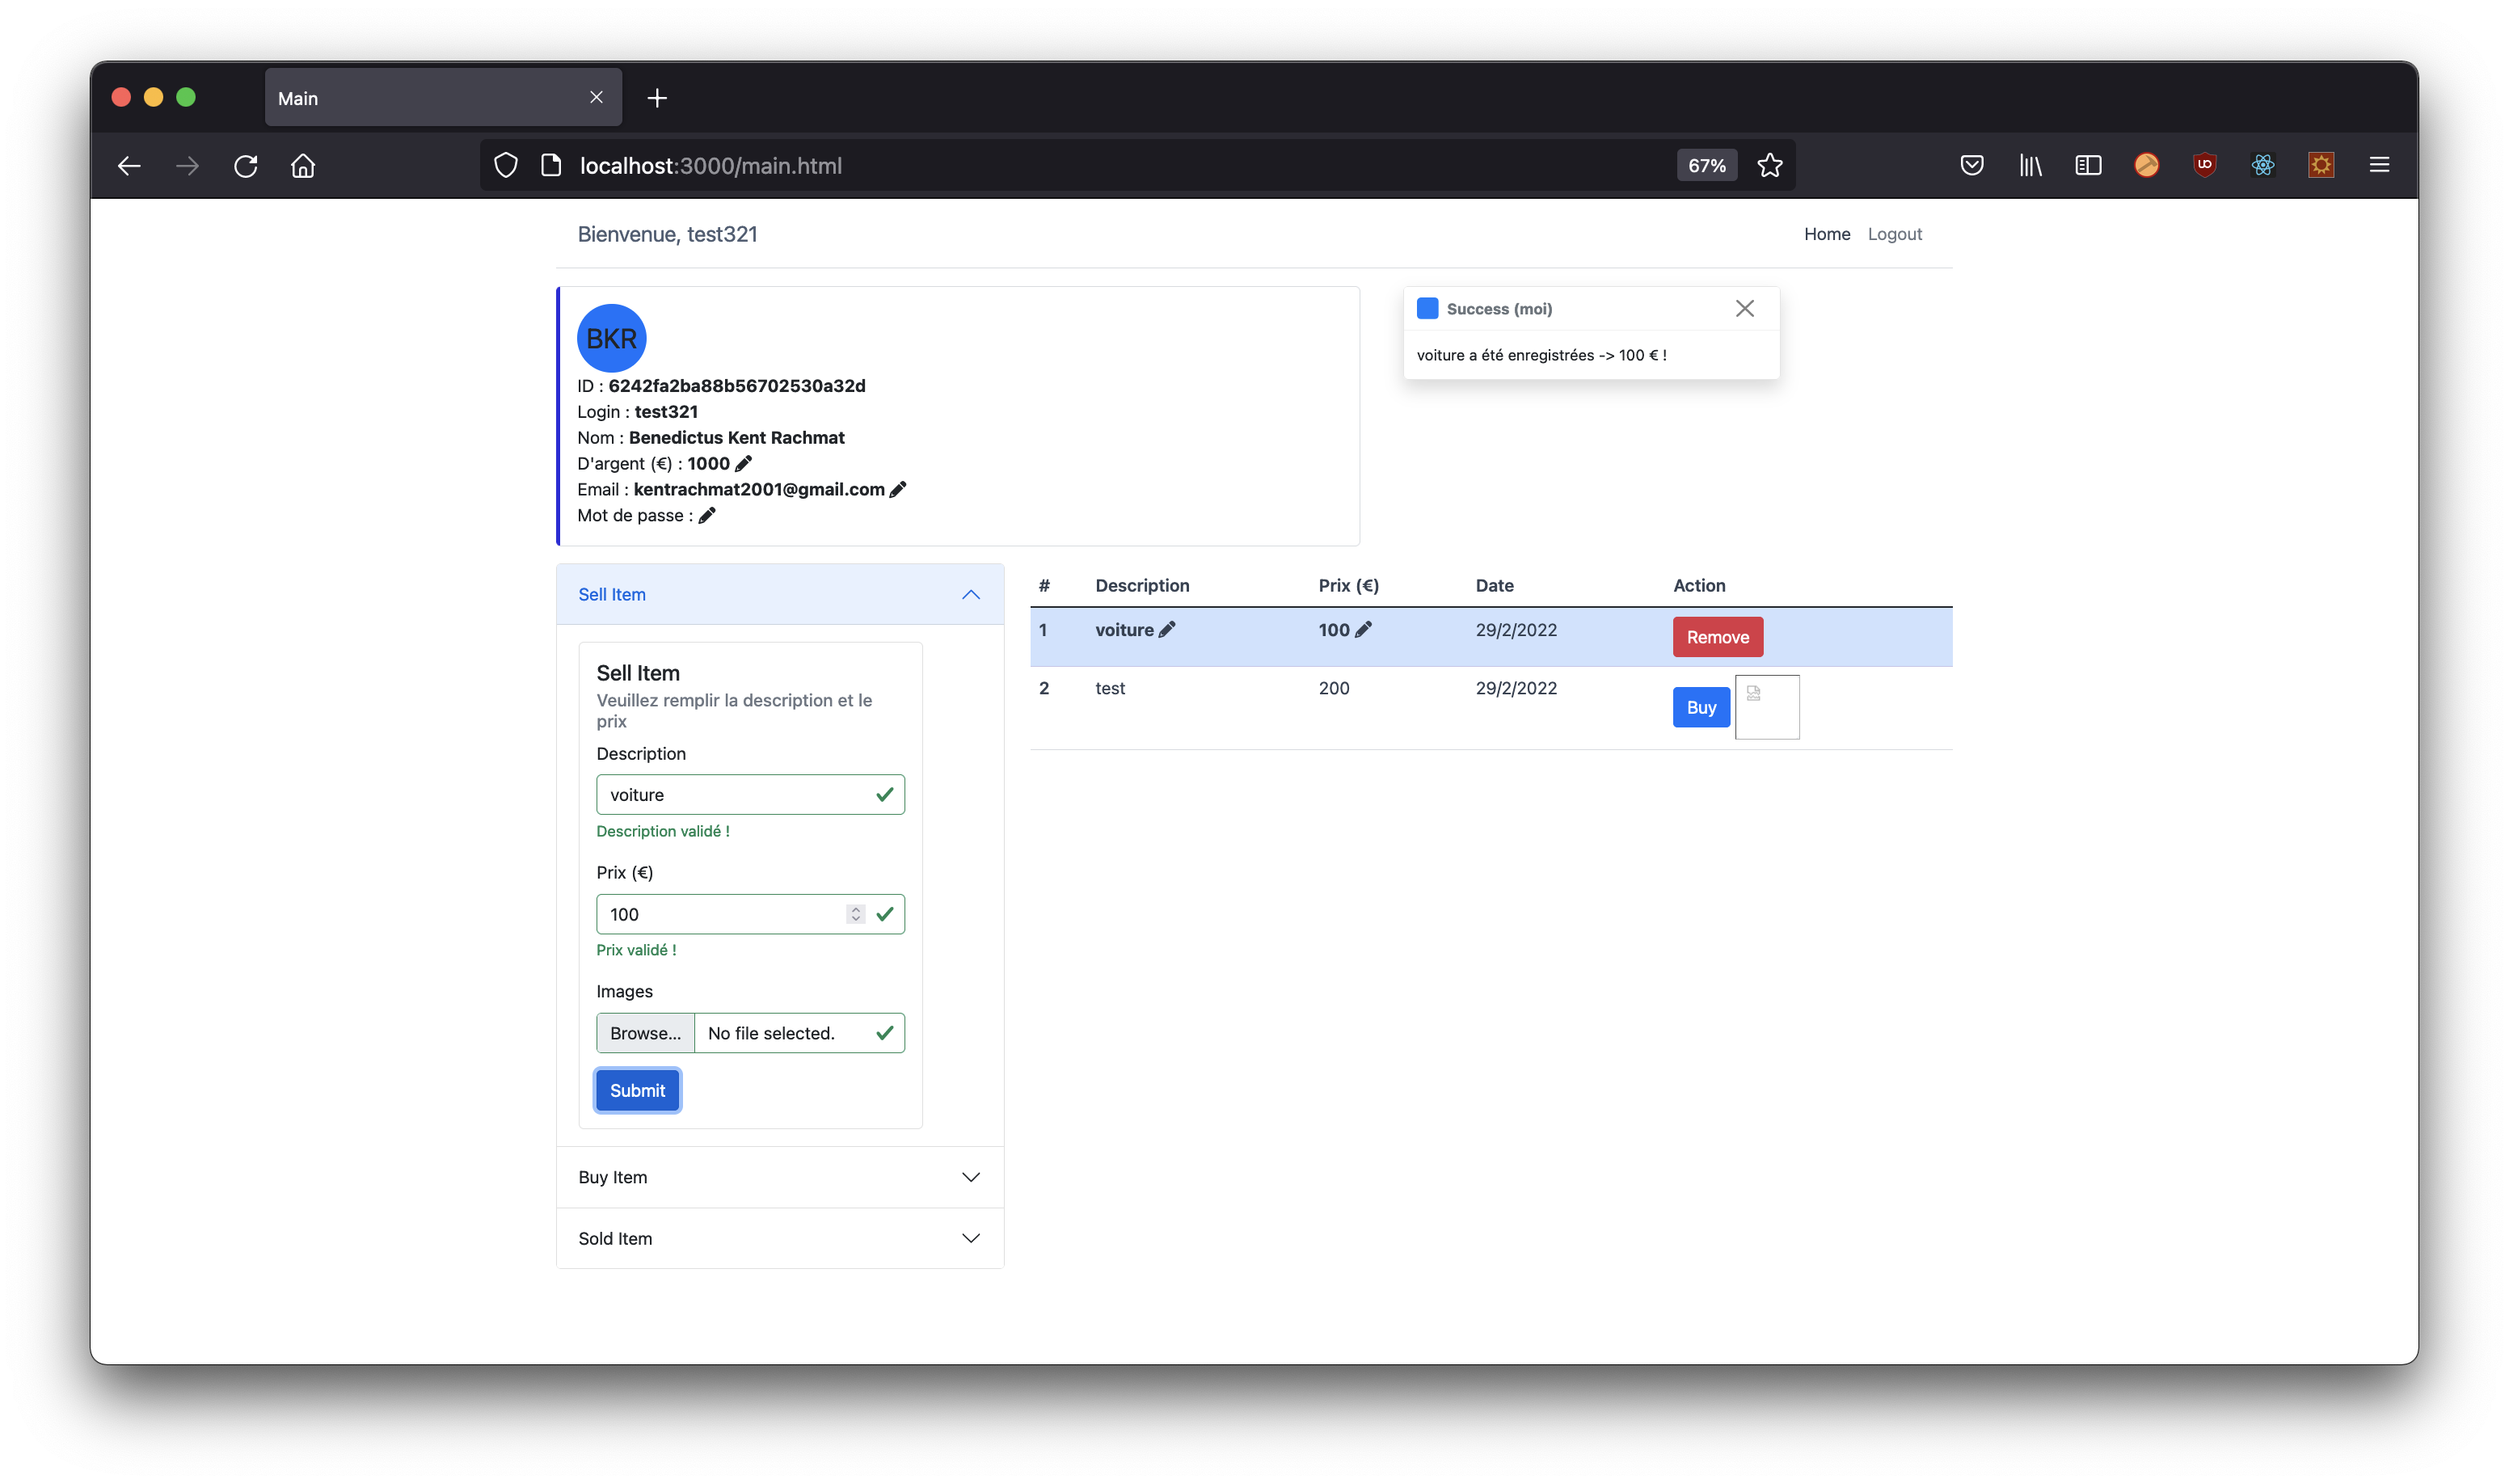 Main
localhost:3000/main.html
67%
Bienvenue, test321
Home Logout
BKR
ID : 6242fa2ba88b56702530a32d
Login : test321
Nom : Benedictus Kent Rachmat
D'argent (€) : 1000
Email : kentrachmat2001@gmail.com
Mot de passe :
Success (moi)
voiture a été enregistrées -> 100 € !
Sell Item
Sell Item
Veuillez remplir la description et le
prix
Description
voiture
Description validé !
Prix (€)
100
Prix validé !
Images
Browse... No file selected.
Submit
Buy Item
Sold Item
# Description Prix (€) Date Action
1 voiture 100 29/2/2022 Remove
2 test 200 29/2/2022 Buy